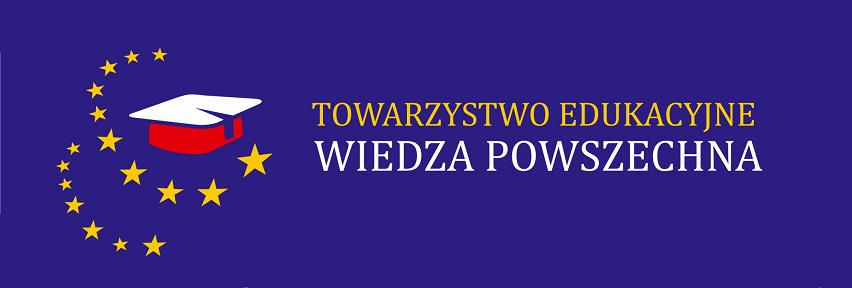 TOWARZYSTWO EDUKACYJNE
WIEDZA POWSZECHNA